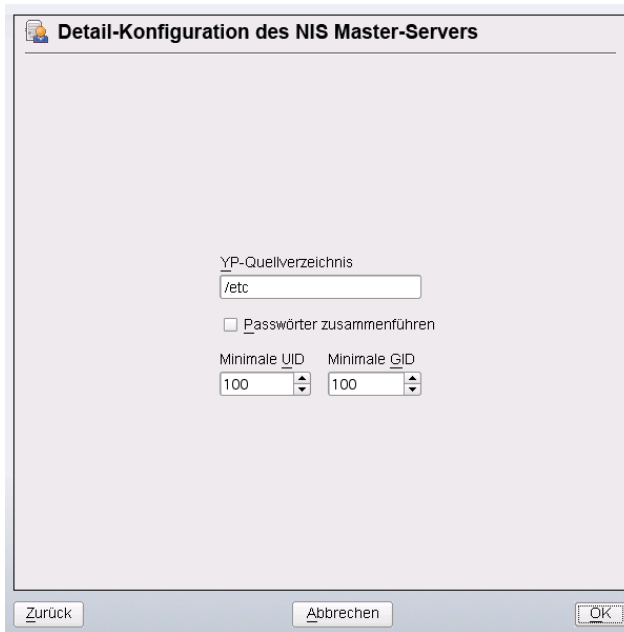 Detail-Konfiguration des NIS Master-Servers
YP-Quellverzeichnis
/etc
Passwörter zusammenführen
Minimale UID Minimale GID
100 100
Zurück Abbrechen OK